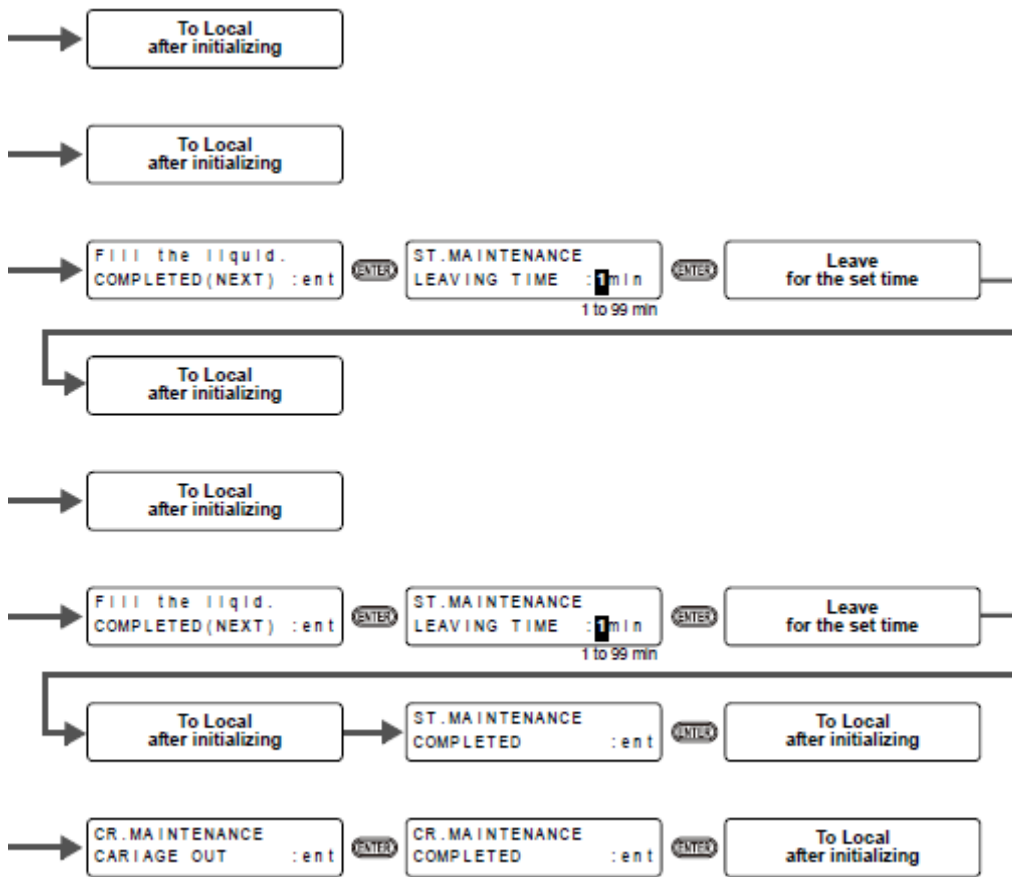 To Local
after initializing
To Local
after initializing
Fill the liquid.
COMPLETED(NEXT) :ent
ENTER
ST.MAINTENANCE
LEAVING TIME :1min
1 to 99 min
ENTER
Leave
for the set time
To Local
after initializing
To Local
after initializing
Fill the liqid.
COMPLETED(NEXT) :ent
ENTER
ST.MAINTENANCE
LEAVING TIME :1min
1 to 99 min
ENTER
Leave
for the set time
To Local
after initializing
ST.MAINTENANCE
COMPLETED :ent
ENTER
To Local
after initializing
CR.MAINTENANCE
CARIAGE OUT :ent
ENTER
CR.MAINTENANCE
COMPLETED :ent
ENTER
To Local
after initializing